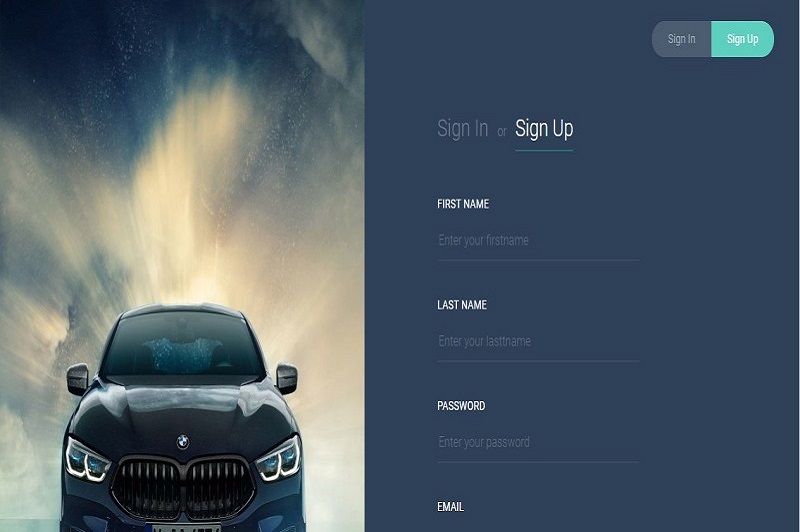 Sign In Sign Up
Sign In or Sign Up
FIRST NAME
Enter your firstname
LAST NAME
Enter your lasttname
PASSWORD
Enter your password
EMAIL